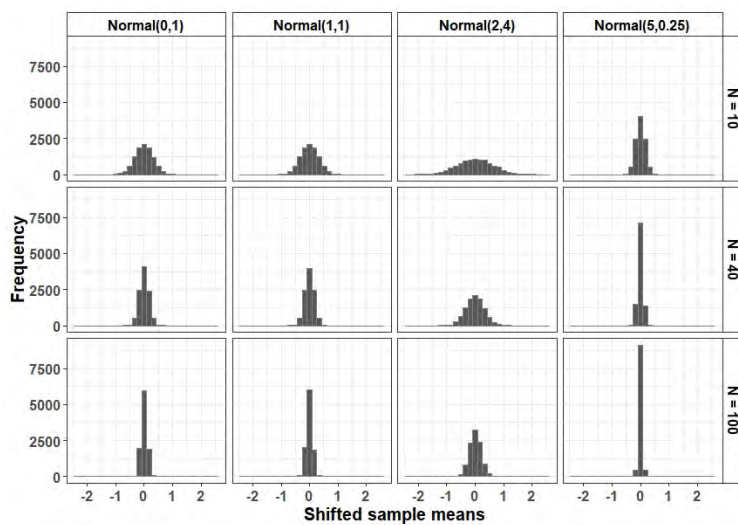 Normal(0,1) Normal(1,1) Normal(2,4) Normal(5,0.25)
7500
5000
2500
0
N = 10
7500
5000
2500
0
N = 40
7500
5000
2500
0
N = 100
Frequency
-2 -1 0 1 2 -2 -1 0 1 2 -2 -1 0 1 2 -2 -1 0 1 2
Shifted sample means